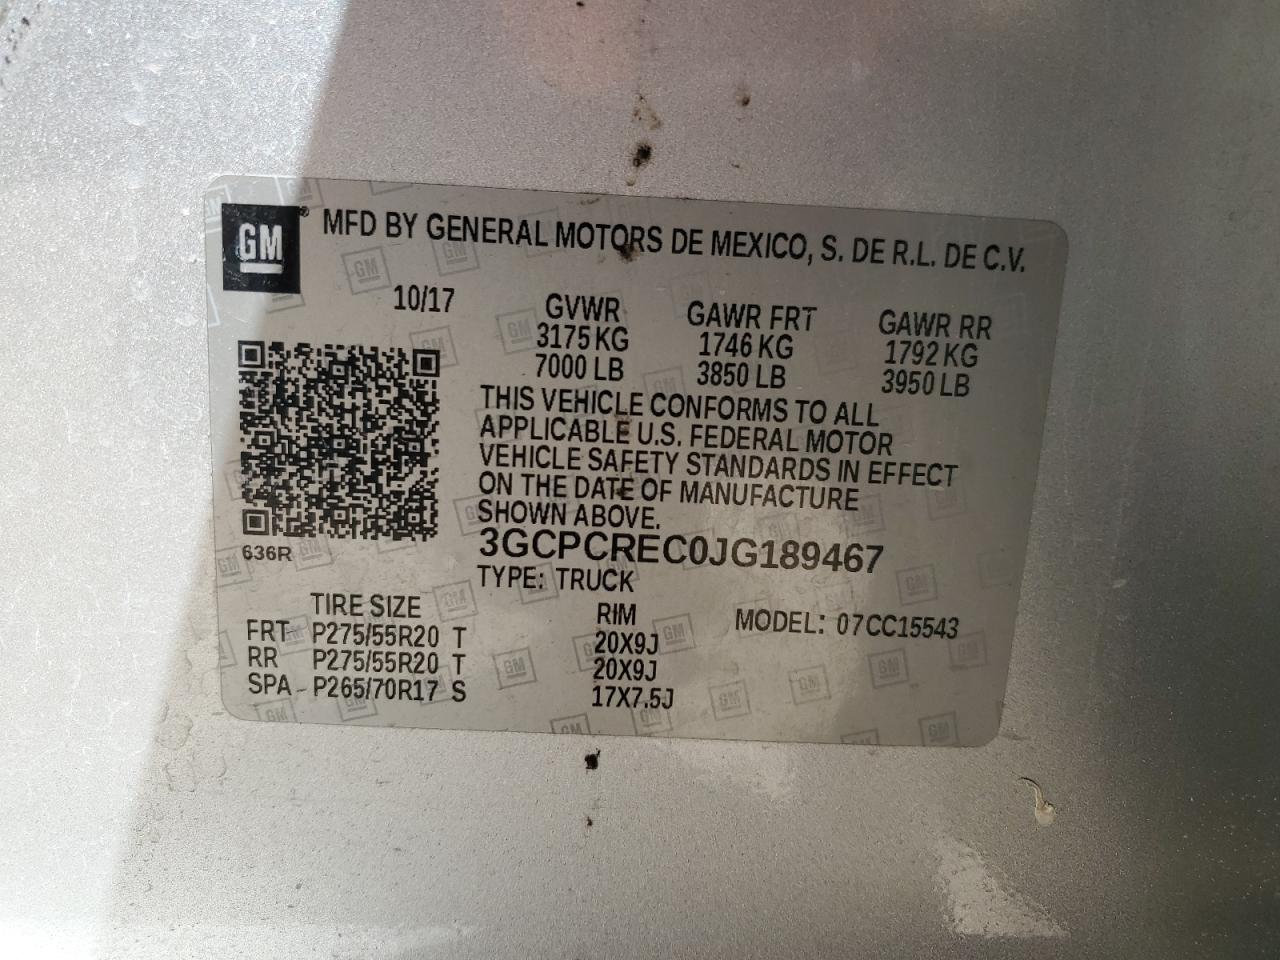 GM ® MFD BY GENERAL MOTORS DE MEXICO, S. DE R.L. DE C.V.
10/17
GVWR GAWR FRT GAWR RR
3175 KG 1746 KG 1792 KG
7000 LB 3850 LB 3950 LB
THIS VEHICLE CONFORMS TO ALL
APPLICABLE U.S. FEDERAL MOTOR
VEHICLE SAFETY STANDARDS IN EFFECT
ON THE DATE OF MANUFACTURE
SHOWN ABOVE.
636R
3GCPCREC0JG189467
TYPE: TRUCK
TIRE SIZE RIM MODEL: 07CC15543
FRT P275/55R20 T 20X9J
RR P275/55R20 T 20X9J
SPA P265/70R17 S 17X7.5J